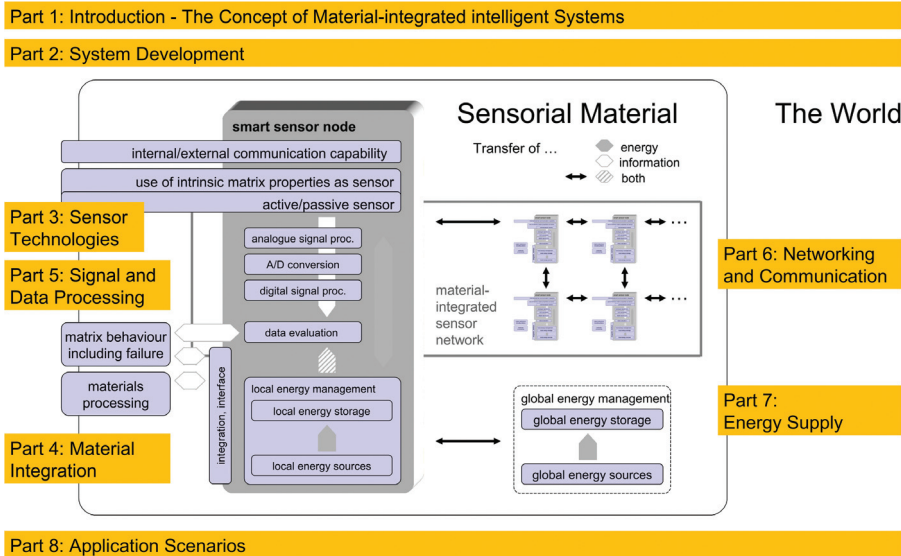 Part 1: Introduction - The Concept of Material-integrated intelligent Systems
Part 2: System Development
Sensorial Material
The World
smart sensor node
internal/external communication capability
use of intrinsic matrix properties as sensor
active/passive sensor
Transfer of ...
energy
information
both
Part 3: Sensor
Technologies
Part 5: Signal and
Data Processing
analogue signal proc.
A/D conversion
digital signal proc.
data evaluation
matrix behaviour
including failure
materials
processing
integration, interface
local energy management
local energy storage
local energy sources
Part 4: Material
Integration
...
...
material-
integrated
sensor
network
Part 6: Networking
and Communication
global energy management
global energy storage
global energy sources
Part 7:
Energy Supply
Part 8: Application Scenarios